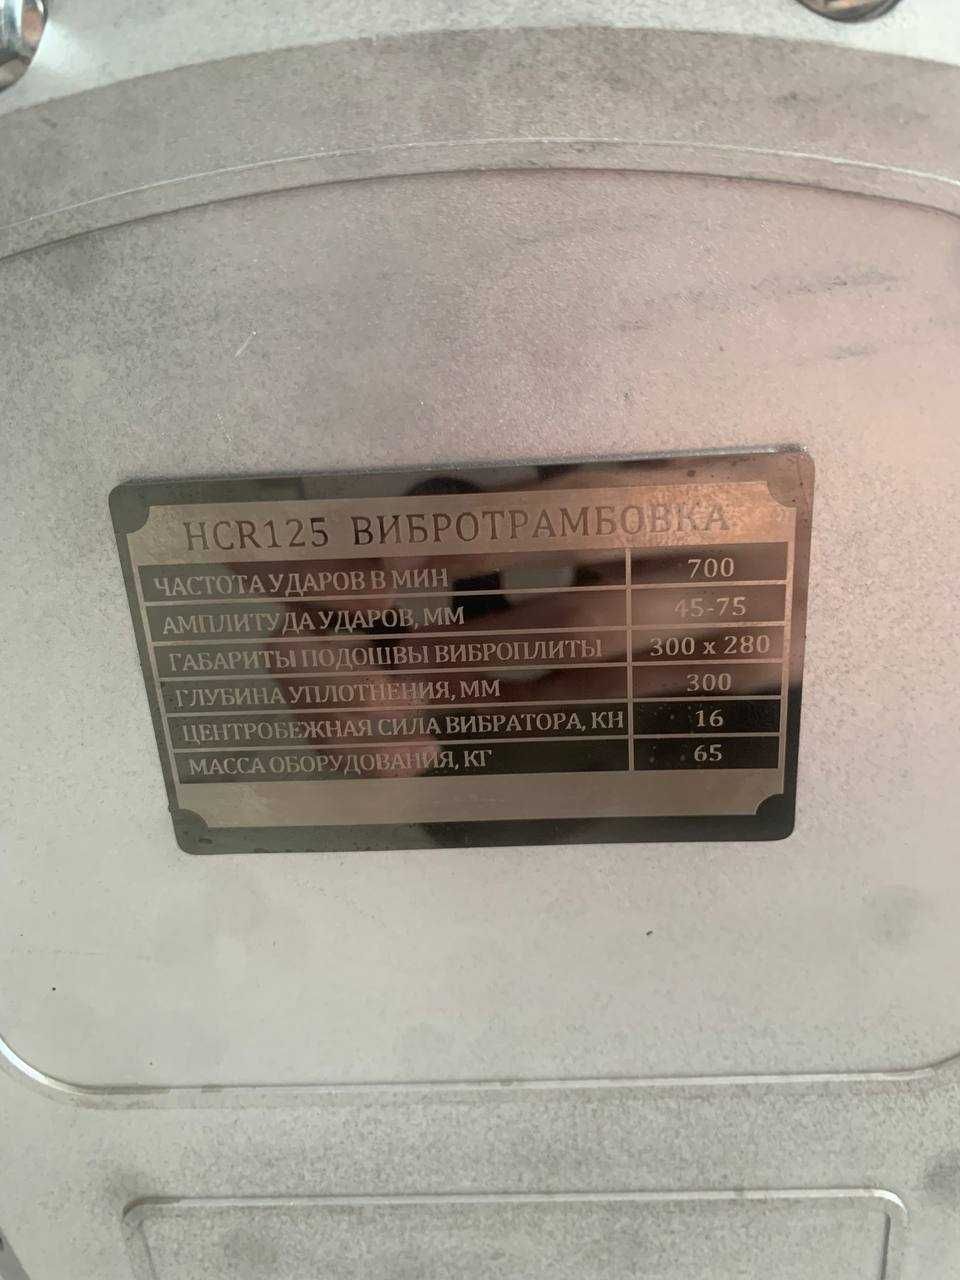 HCR125 ВИБРОТРАМБОВКА
ЧАСТОТА УДАРОВ В МИН 700
АМПЛИТУДА УДАРОВ, ММ 45-75
ГАБАРИТЫ ПОДОШВЫ ВИБРОПЛИТЫ 300 x 280
ГЛУБИНА УПЛОТНЕНИЯ, ММ 300
ЦЕНТРОБЕЖНАЯ СИЛА ВИБРАТОРА, КН 16
МАССА ОБОРУДОВАНИЯ, КГ 65